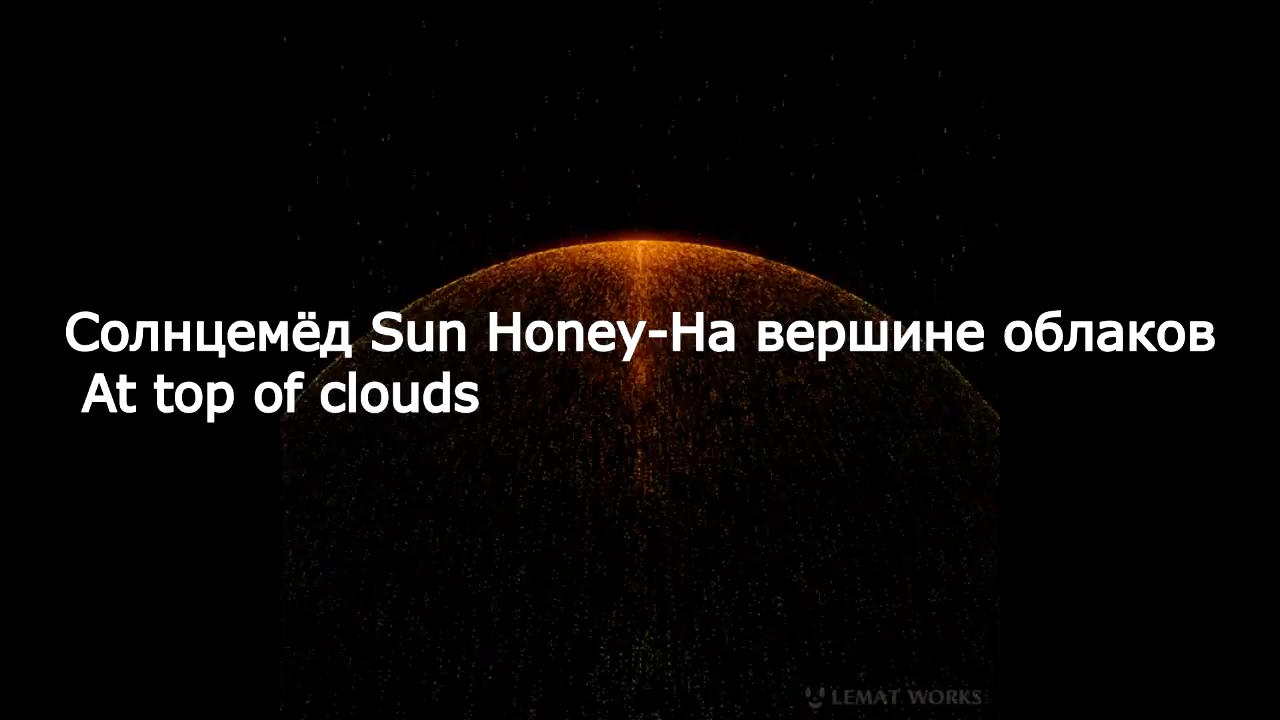 Солнцемёд Sun Honey-На вершине облаков
At top of clouds
LEMAT WORKS